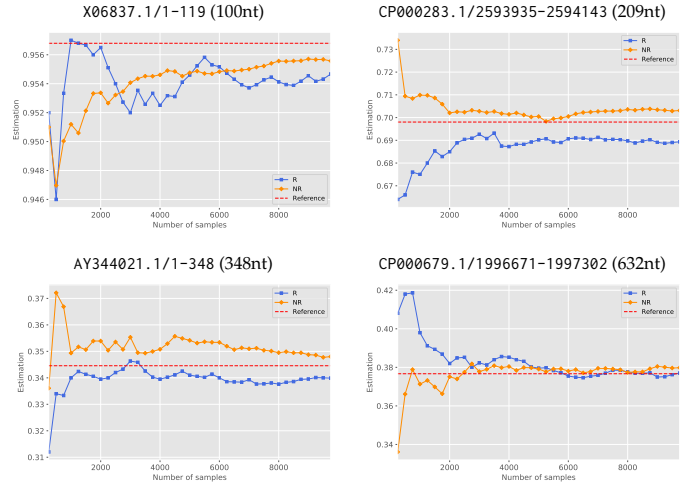 X06837.1/1-119 (100nt)
0.956
0.954
0.952
0.950
0.948
0.946
Estimation
R
NR
Reference
2000
4000
6000
8000
Number of samples
CP000283.1/2593935-2594143 (209nt)
0.73
0.72
0.71
0.70
0.69
0.68
0.67
Estimation
R
NR
Reference
2000
4000
6000
8000
Number of samples
AY344021.1/1-348 (348nt)
0.37
0.36
0.35
0.34
0.33
0.32
0.31
Estimation
R
NR
Reference
2000
4000
6000
8000
Number of samples
CP000679.1/1996671-1997302 (632nt)
0.42
0.40
0.38
0.36
0.34
Estimation
R
NR
Reference
2000
4000
6000
8000
Number of samples